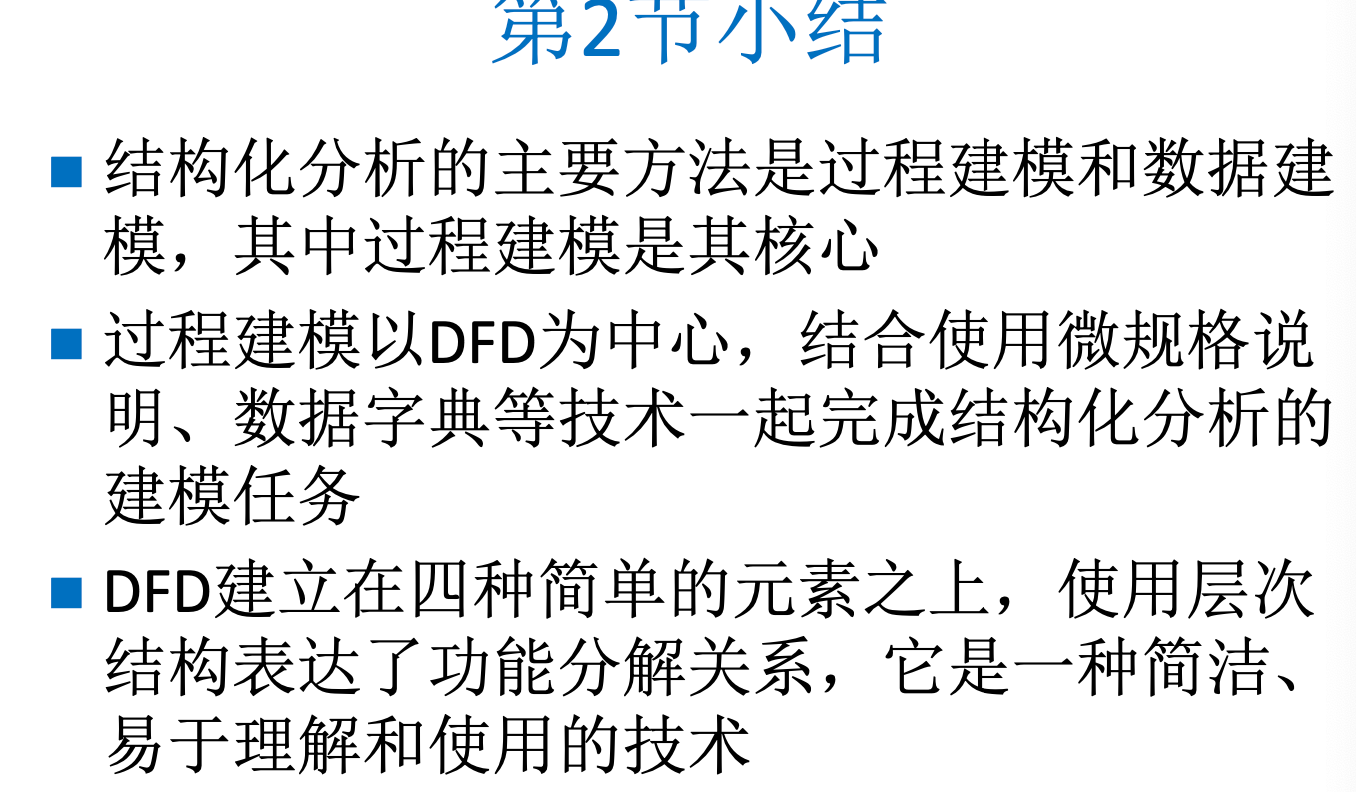 第2节小结
结构化分析的主要方法是过程建模和数据建
模，其中过程建模是其核心
过程建模以DFD为中心，结合使用微规格说
明、数据字典等技术一起完成结构化分析的
建模任务
DFD建立在四种简单的元素之上，使用层次
结构表达了功能分解关系，它是一种简洁、
易于理解和使用的技术